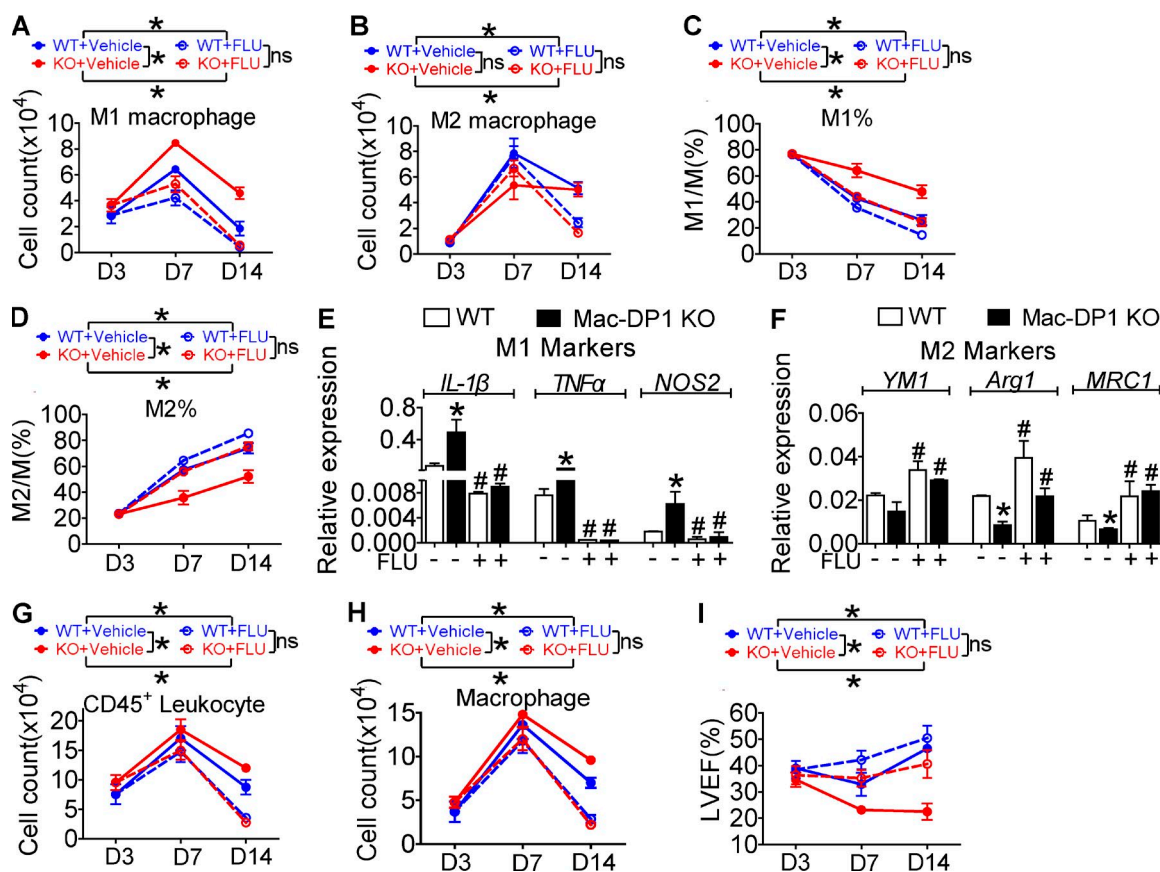 A
*
WT+Vehicle WT+FLU
KO+Vehicle * KO+FLU ns
*
M1 macrophage
Cell count(x10⁴)
10
8
6
4
2
0
D3 D7 D14
B
*
WT+Vehicle WT+FLU
KO+Vehicle ns KO+FLU ns
*
M2 macrophage
Cell count(x10⁴)
10
8
6
4
2
0
D3 D7 D14
C
*
WT+Vehicle WT+FLU
KO+Vehicle * KO+FLU ns
*
M1%
M1/M(%)
80
60
40
20
0
D3 D7 D14
D
*
WT+Vehicle WT+FLU
KO+Vehicle * KO+FLU ns
*
M2%
M2/M(%)
100
80
60
40
20
0
D3 D7 D14
E
WT Mac-DP1 KO
M1 Markers
IL-1β TNFα NOS2
Relative expression
0.8
0.4
0.008
0.004
0.000
* # # * # # * # #
FLU - - + + - - + + - - + +
F
WT Mac-DP1 KO
M2 Markers
YM1 Arg1 MRC1
Relative expression
0.06
0.04
0.02
0.00
# # * # # * # #
FLU - - + + - - + + - - + +
G
*
WT+Vehicle WT+FLU
KO+Vehicle * KO+FLU ns
*
CD45⁺ Leukocyte
Cell count(x10⁴)
20
15
10
5
0
D3 D7 D14
H
*
WT+Vehicle WT+FLU
KO+Vehicle * KO+FLU ns
*
Macrophage
Cell count(x10⁴)
15
10
5
0
D3 D7 D14
I
*
WT+Vehicle WT+FLU
KO+Vehicle * KO+FLU ns
*
LVEF(%)
60
50
40
30
20
10
0
D3 D7 D14